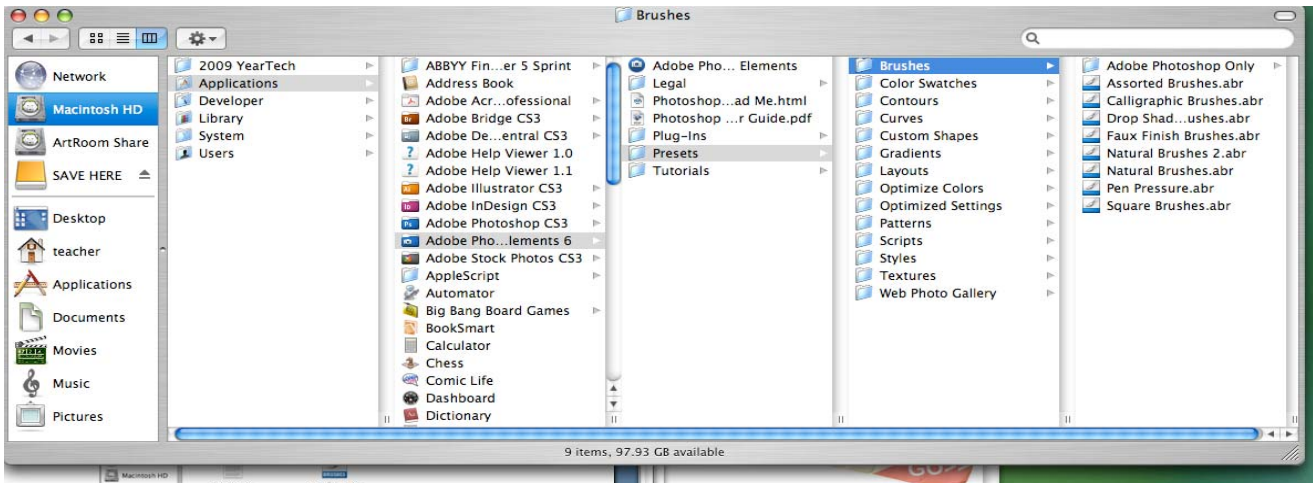 Brushes
Network
Macintosh HD
ArtRoom Share
SAVE HERE
Desktop
teacher
Applications
Documents
Movies
Music
Pictures
2009 YearTech
Applications
Developer
Library
System
Users
ABBYY Fin...er 5 Sprint
Address Book
Adobe Acr...ofessional
Adobe Bridge CS3
Adobe De...entral CS3
Adobe Help Viewer 1.0
Adobe Help Viewer 1.1
Adobe Illustrator CS3
Adobe InDesign CS3
Adobe Photoshop CS3
Adobe Pho...lements 6
Adobe Stock Photos CS3
AppleScript
Automator
Big Bang Board Games
BookSmart
Calculator
Chess
Comic Life
Dashboard
Dictionary
Adobe Pho... Elements
Legal
Photoshop...ad Me.html
Photoshop ...r Guide.pdf
Plug-Ins
Presets
Tutorials
Brushes
Color Swatches
Contours
Curves
Custom Shapes
Gradients
Layouts
Optimize Colors
Optimized Settings
Patterns
Scripts
Styles
Textures
Web Photo Gallery
Adobe Photoshop Only
Assorted Brushes.abr
Calligraphic Brushes.abr
Drop Shad...ushes.abr
Faux Finish Brushes.abr
Natural Brushes 2.abr
Natural Brushes.abr
Pen Pressure.abr
Square Brushes.abr
9 items, 97.93 GB available
Macintosh HD